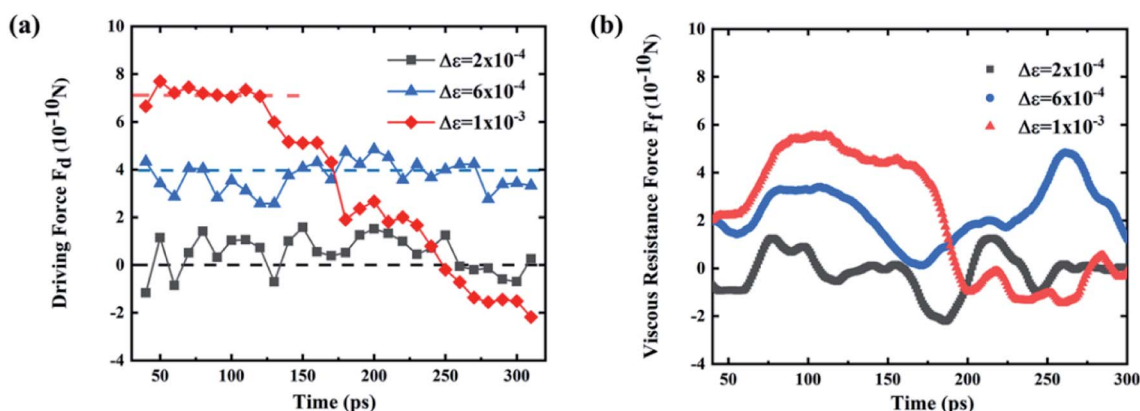 (a)
Driving Force F_d (10^-10N)
10
8
6
4
2
0
-2
-4
Δε=2x10^-4
Δε=6x10^-4
Δε=1x10^-3
50 100 150 200 250 300
Time (ps)
(b)
Viscous Resistance Force F_f (10^-10N)
10
8
6
4
2
0
-2
-4
Δε=2x10^-4
Δε=6x10^-4
Δε=1x10^-3
50 100 150 200 250 300
Time (ps)